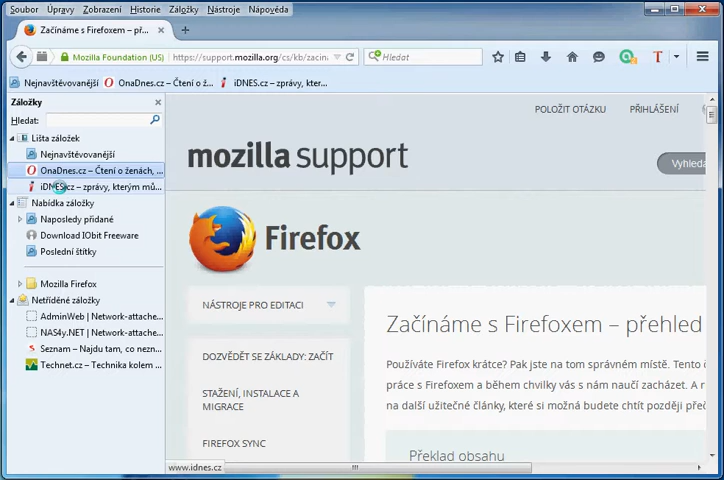 Soubor Úpravy Zobrazení Historie Záložky Nástroje Nápověda
Začínáme s Firefoxem – př...
Mozilla Foundation (US) https://support.mozilla.org/cs/kb/zacina Hledat
Nejnavštěvovanější OnaDnes.cz – Čtení o ž... iDNES.cz – zprávy, kter...
Záložky
Hledat:
Lišta záložek
Nejnavštěvovanější
OnaDnes.cz – Čtení o ženách, ...
iDNES.cz – zprávy, kterým mů...
Nabídka záložky
Naposledy přidané
Download IObit Freeware
Poslední štítky
Mozilla Firefox
Netříděné záložky
AdminWeb | Network-attache...
NAS4y.NET | Network-attache...
Seznam – Najdu tam, co nezn...
Technet.cz – Technika kolem ...
POLOŽIT OTÁZKU PŘIHLÁŠENÍ
mozilla support
Vyhleda
Firefox
NÁSTROJE PRO EDITACI
DOZVĚDĚT SE ZÁKLADY: ZAČÍT
STAŽENÍ, INSTALACE A
MIGRACE
FIREFOX SYNC
Začínáme s Firefoxem – přehled
Používáte Firefox krátce? Pak jste na tom správném místě. Tento č
práce s Firefoxem a během chvilky vás s nám naučí zacházet. A r
na další užitečné články, které si možná budete chtít později pře
Překlad obsahu
www.idnes.cz